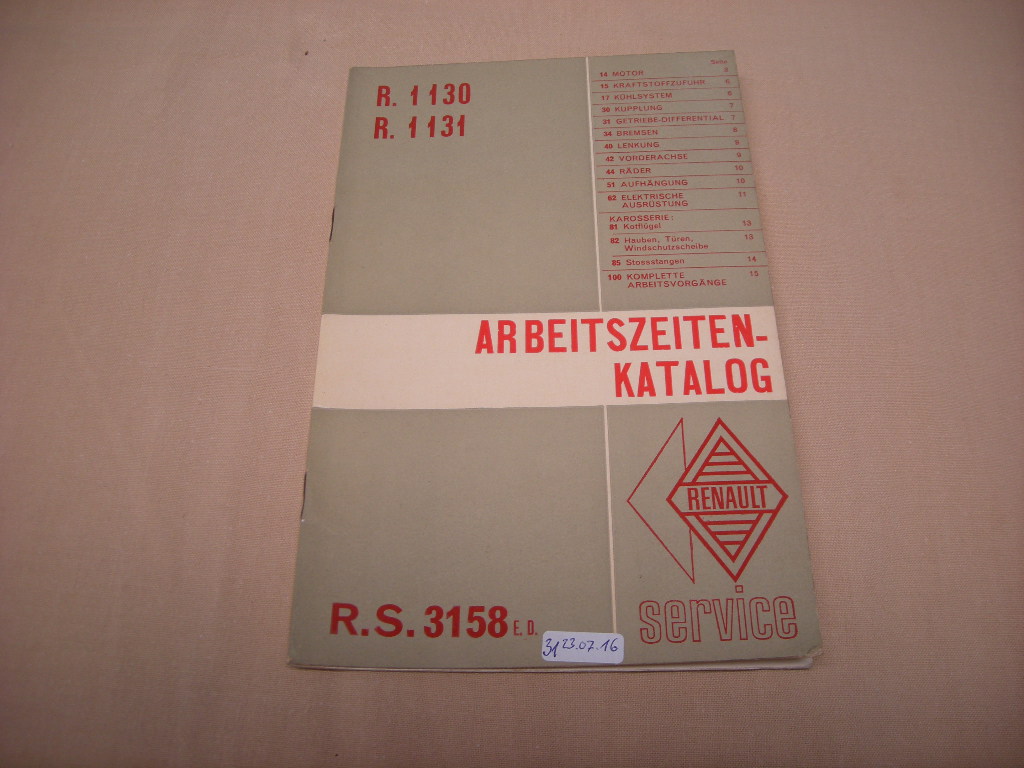 R. 1130
R. 1131
Seite
14 MOTOR 3
15 KRAFTSTOFFZUFUHR 6
17 KÜHLSYSTEM 6
20 KUPPLUNG 7
21 GETRIEBE-DIFFERENTIAL 7
34 BREMSEN 8
40 LENKUNG 9
42 VORDERACHSE 9
44 RÄDER 10
51 AUFHÄNGUNG 10
62 ELEKTRISCHE
AUSRÜSTUNG 11
KAROSSERIE:
81 Kotflügel 13
82 Hauben, Türen, 13
Windschutzscheibe
85 Stossstangen 14
100 KOMPLETTE 15
ARBEITSVORGÄNGE
ARBEITSZEITEN-
KATALOG
RENAULT
service
R.S. 3158 E. D.
31 23.07.16